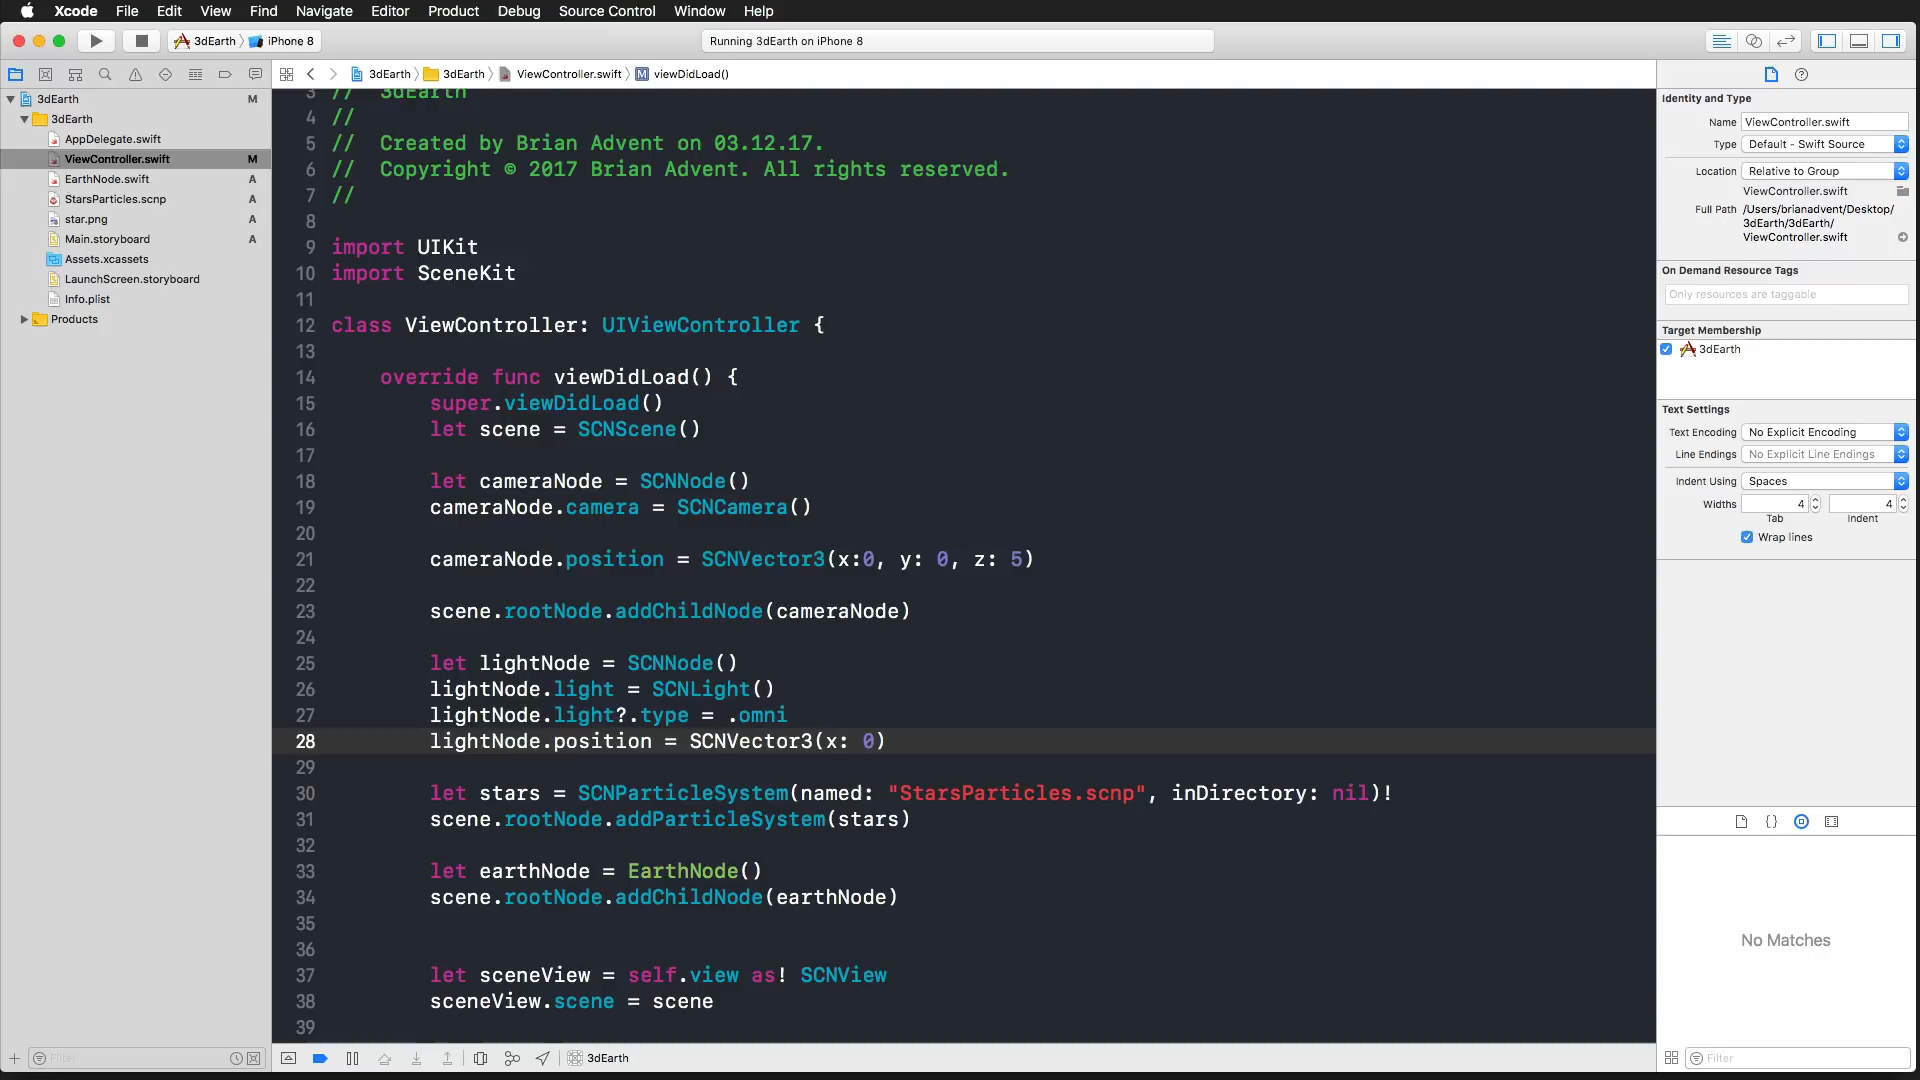 Xcode File Edit View Find Navigate Editor Product Debug Source Control Window Help
3dEarth iPhone 8
Running 3dEarth on iPhone 8
3dEarth 3dEarth ViewController.swift M viewDidLoad()
3dEarth M
3dEarth
AppDelegate.swift
ViewController.swift M
EarthNode.swift A
StarsParticles.scnp A
star.png A
Main.storyboard A
Assets.xcassets
LaunchScreen.storyboard
Info.plist
Products
Filter
3 // 3dEarth
4 //
5 // Created by Brian Advent on 03.12.17.
6 // Copyright © 2017 Brian Advent. All rights reserved.
7 //
8
9 import UIKit
10 import SceneKit
11
12 class ViewController: UIViewController {
13
14 override func viewDidLoad() {
15 super.viewDidLoad()
16 let scene = SCNScene()
17
18 let cameraNode = SCNNode()
19 cameraNode.camera = SCNCamera()
20
21 cameraNode.position = SCNVector3(x:0, y: 0, z: 5)
22
23 scene.rootNode.addChildNode(cameraNode)
24
25 let lightNode = SCNNode()
26 lightNode.light = SCNLight()
27 lightNode.light?.type = .omni
28 lightNode.position = SCNVector3(x: 0)
29
30 let stars = SCNParticleSystem(named: "StarsParticles.scnp", inDirectory: nil)!
31 scene.rootNode.addParticleSystem(stars)
32
33 let earthNode = EarthNode()
34 scene.rootNode.addChildNode(earthNode)
35
36
37 let sceneView = self.view as! SCNView
38 sceneView.scene = scene
39
3dEarth
Identity and Type
Name ViewController.swift
Type Default - Swift Source
Location Relative to Group
ViewController.swift
Full Path /Users/brianadvent/Desktop/
3dEarth/3dEarth/
ViewController.swift
On Demand Resource Tags
Only resources are taggable
Target Membership
3dEarth
Text Settings
Text Encoding No Explicit Encoding
Line Endings No Explicit Line Endings
Indent Using Spaces
Widths 4 4
Tab Indent
Wrap lines
{ }
No Matches
Filter